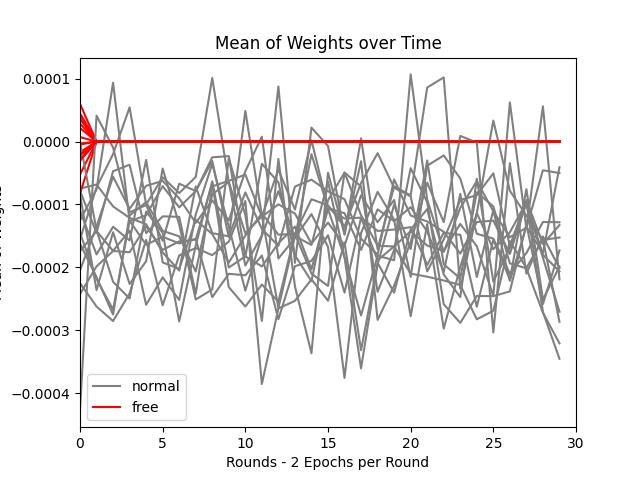 Mean of Weights over Time
0.0001
0.0000
−0.0001
−0.0002
−0.0003
−0.0004
normal
free
0 5 10 15 20 25 30
Rounds - 2 Epochs per Round